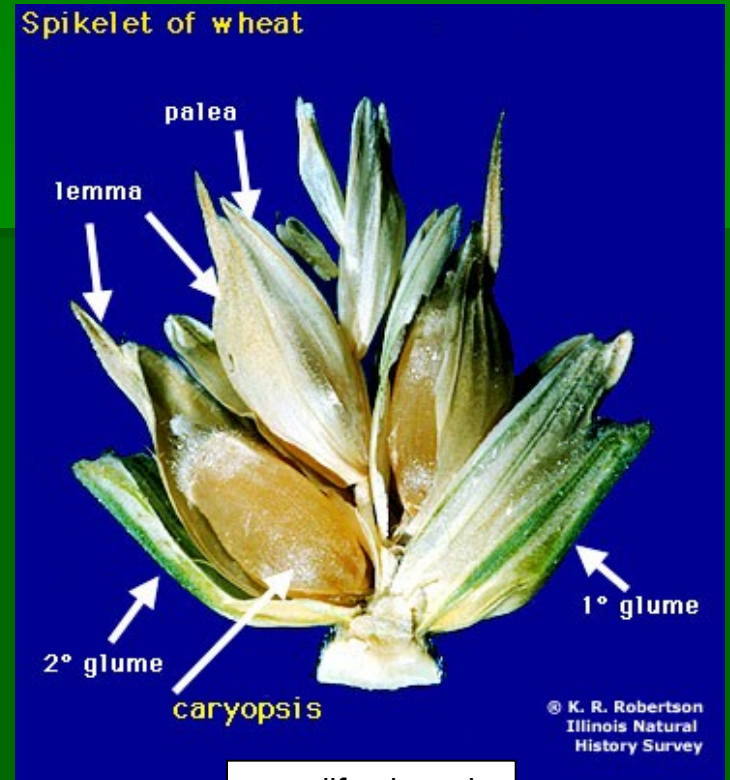 Spikelet of wheat
palea
lemma
1° glume
2° glume
caryopsis
® K. R. Robertson
Illinois Natural
History Survey